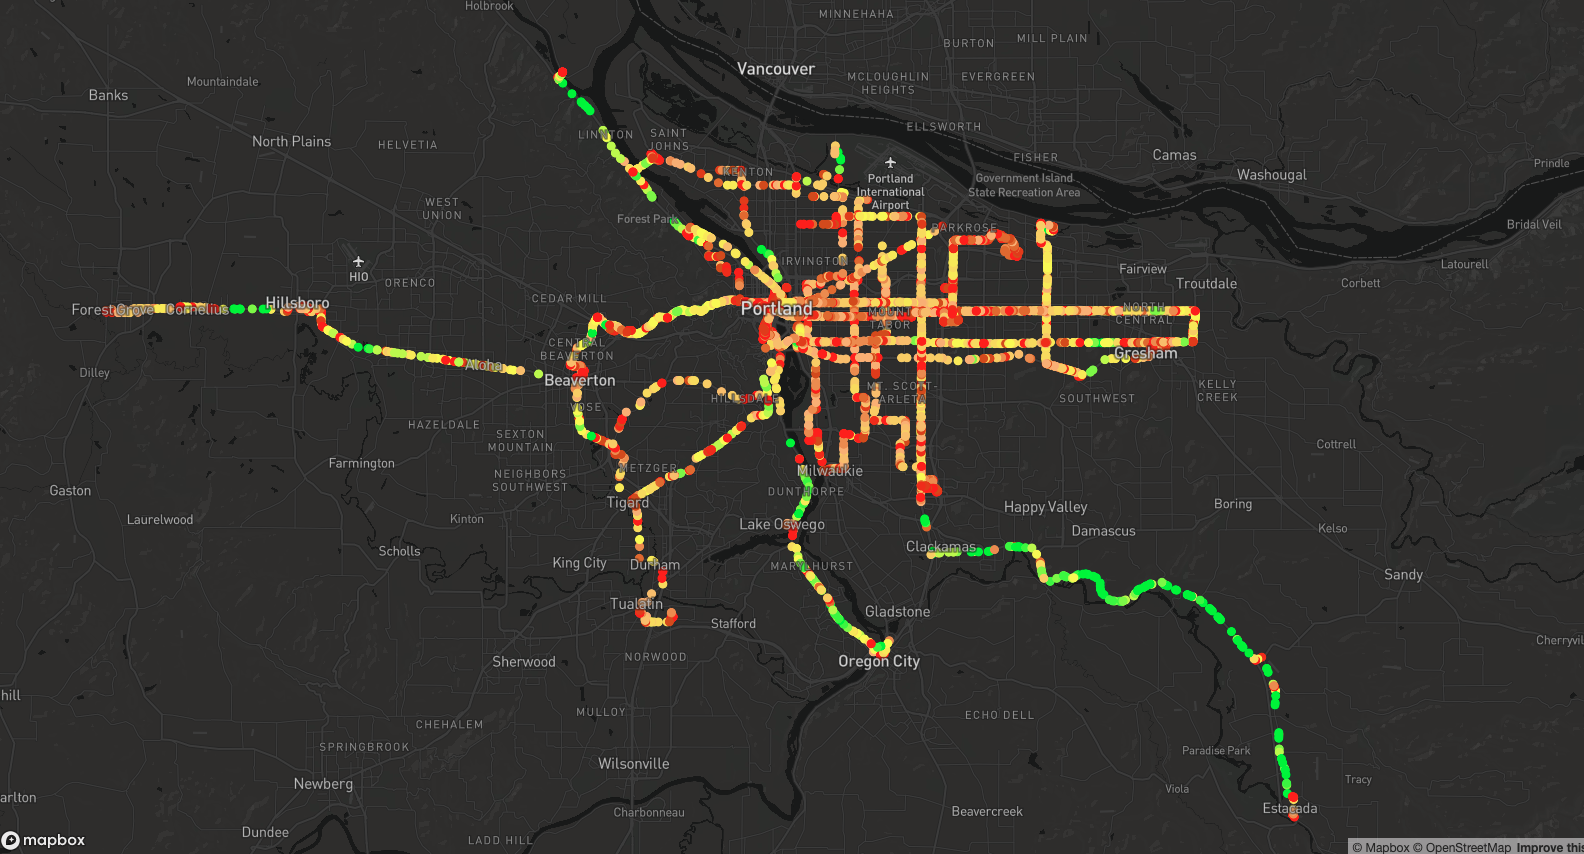 Holbrook
MINNEHAHA
BURTON
MILL PLAIN
Vancouver
MCLOUGHLIN
HEIGHTS
EVERGREEN
Mountaindale
Banks
ELLSWORTH
North Plains
HELVETIA
LINNTON
SAINT
JOHNS
FISHER
Camas
Prindle
KENTON
Portland
International
Airport
Government Island
State Recreation Area
Washougal
WEST
UNION
Forest Park
PARKROSE
Bridal Veil
HIO
IRVINGTON
Fairview
Latourell
ORENCO
Troutdale
Corbett
CEDAR MILL
Forest Grove
Cornelius
Hillsboro
Portland
MOUNT
TABOR
NORTH
CENTRAL
CENTRAL
BEAVERTON
Gresham
Dilley
Aloha
Beaverton
MT. SCOTT-
ARLETA
KELLY
CREEK
VOSE
HILLSDALE
SOUTHWEST
HAZELDALE
SEXTON
MOUNTAIN
Cottrell
Farmington
METZGER
Milwaukie
NEIGHBORS
SOUTHWEST
Gaston
DUNTHORPE
Tigard
Happy Valley
Boring
Laurelwood
Kinton
Lake Oswego
Damascus
Kelso
Scholls
Clackamas
King City
Durham
MARYLHURST
Sandy
Tualatin
Gladstone
Stafford
Cherryvil
Sherwood
NORWOOD
Oregon City
hill
MULLOY
ECHO DELL
CHEHALEM
SPRINGBROOK
Paradise Park
Wilsonville
Tracy
Newberg
Viola
arlton
Charbonneau
Beavercreek
Estacada
Dundee
LADD HILL
mapbox
© Mapbox © OpenStreetMap Improve this